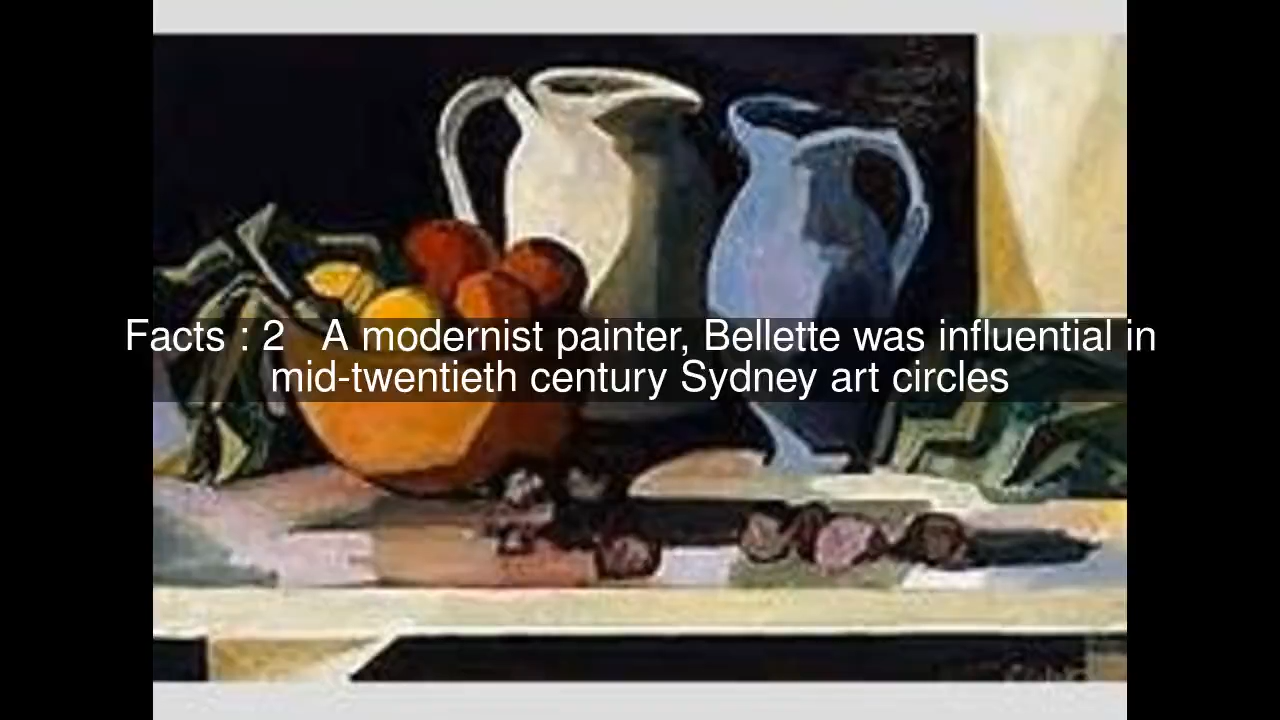 Facts : 2   A modernist painter, Bellette was influential in
mid-twentieth century Sydney art circles